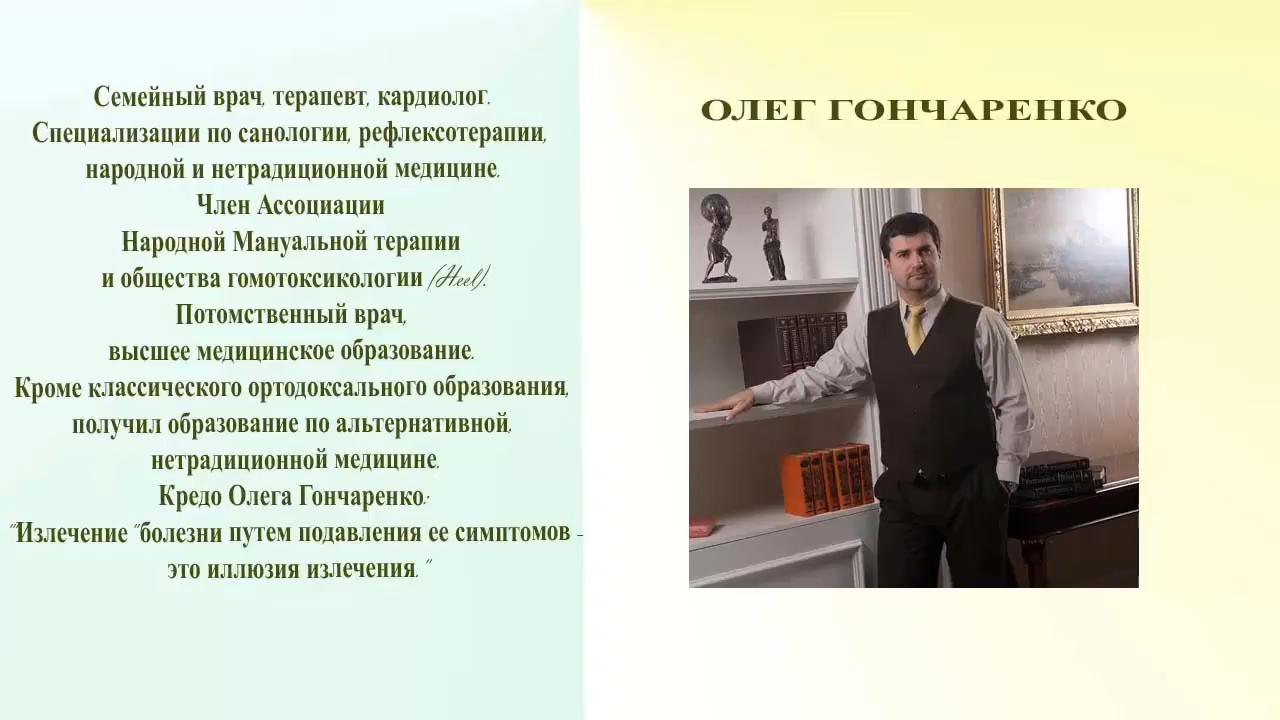 Семейный врач, терапевт, кардиолог.
Специализации по санологии, рефлексотерапии,
народной и нетрадиционной медицине.
Член Ассоциации
Народной Мануальной терапии
и общества гомотоксикологии (Heel).
Потомственный врач,
высшее медицинское образование.
Кроме классического ортодоксального образования,
получил образование по альтернативной,
нетрадиционной медицине.
Кредо Олега Гончаренко:
"Излечение "болезни путем подавления ее симптомов -
это иллюзия излечения. "
ОЛЕГ ГОНЧАРЕНКО